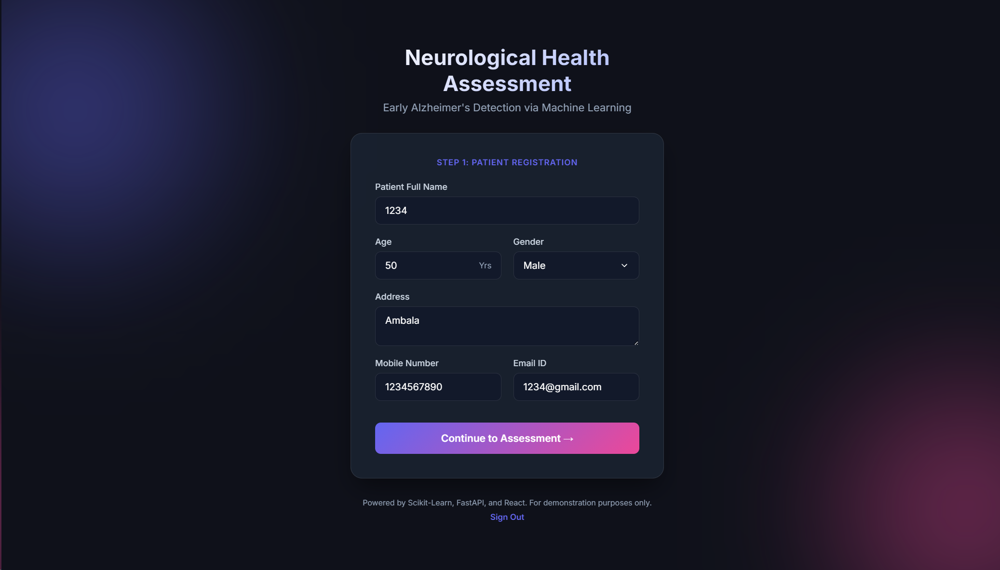 Neurological Health
Assessment
Early Alzheimer's Detection via Machine Learning
STEP 1: PATIENT REGISTRATION
Patient Full Name
1234
Age
Gender
50 Yrs
Male
Address
Ambala
Mobile Number
Email ID
1234567890
1234@gmail.com
Continue to Assessment →
Powered by Scikit-Learn, FastAPI, and React. For demonstration purposes only.
Sign Out